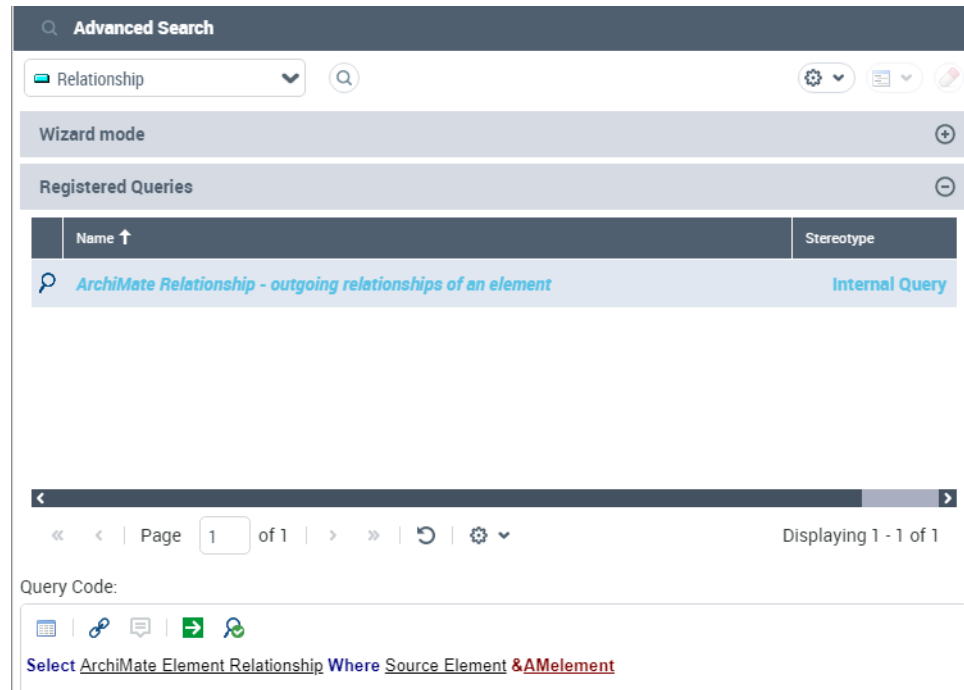 Advanced Search
Relationship
Wizard mode
Registered Queries
Name Stereotype
ArchiMate Relationship - outgoing relationships of an element Internal Query
Page 1 of 1 Displaying 1 - 1 of 1
Query Code:
Select ArchiMate Element Relationship Where Source Element &AMelement